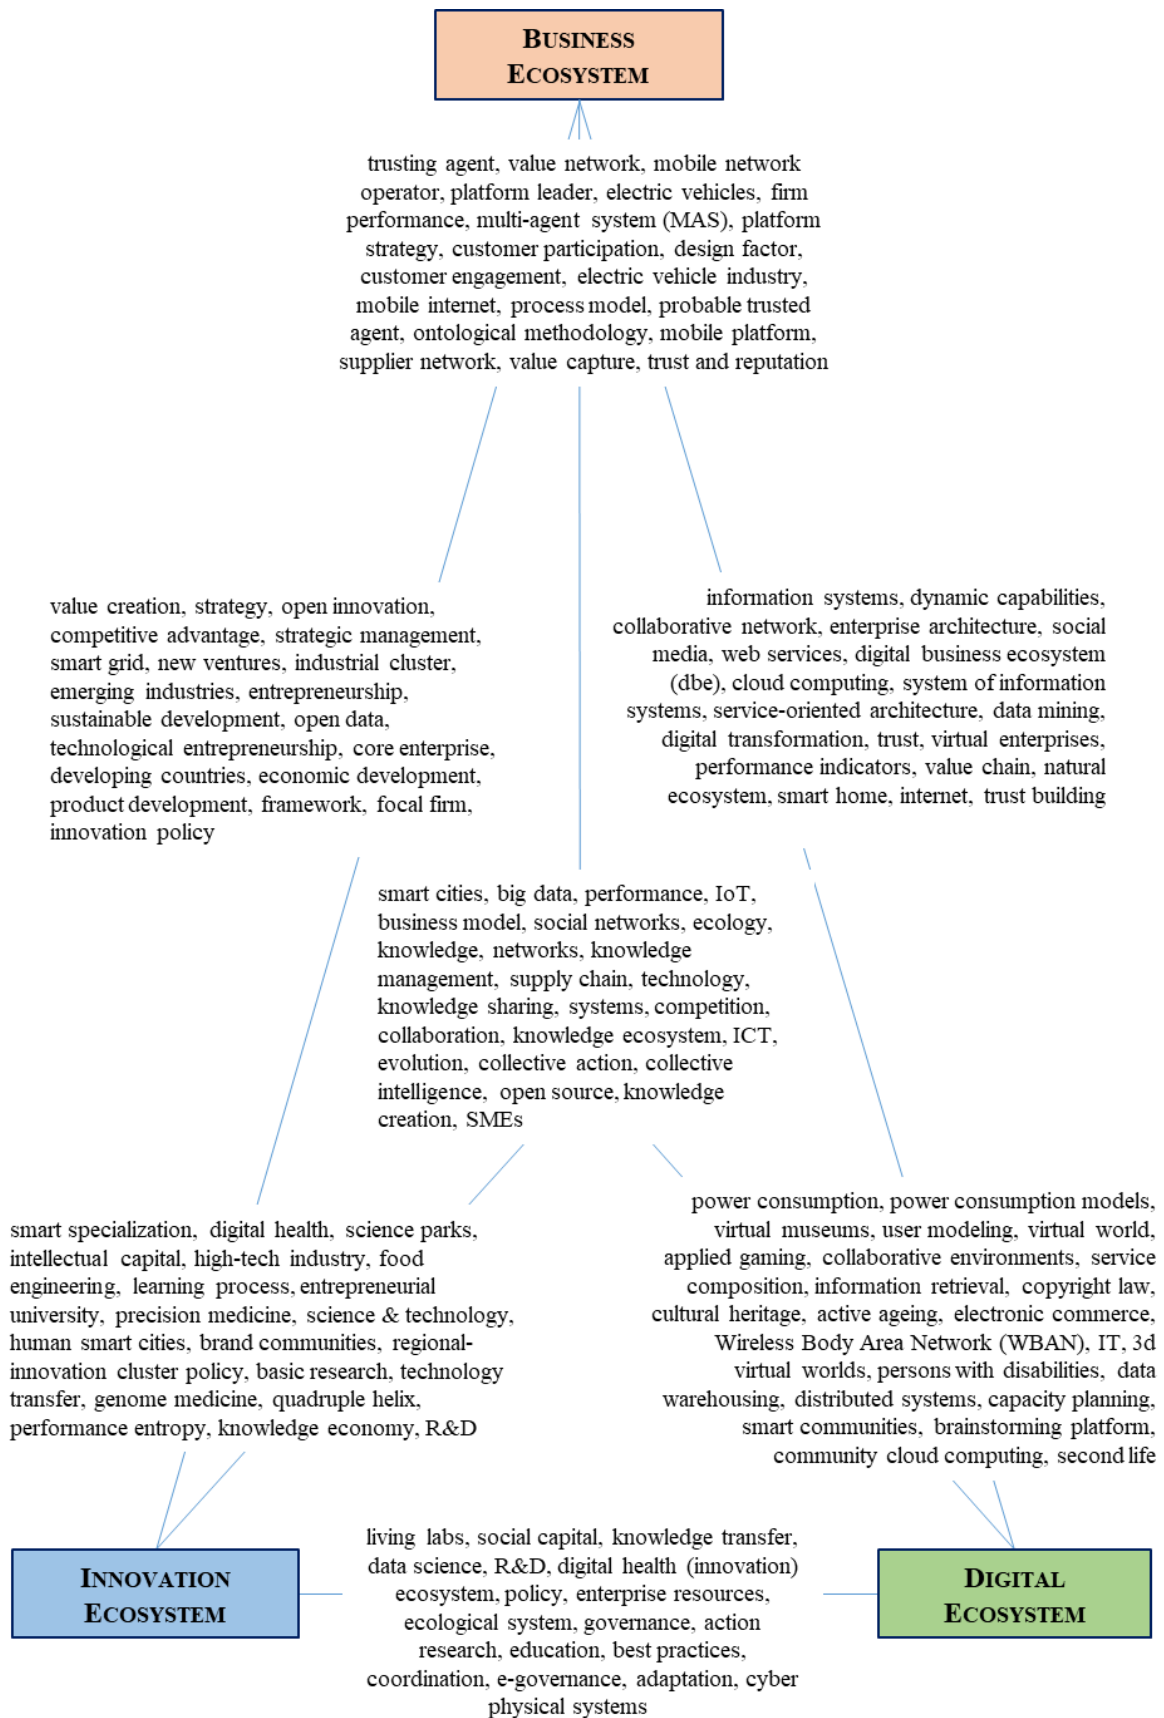 BUSINESS
ECOSYSTEM
trusting agent, value network, mobile network
operator, platform leader, electric vehicles, firm
performance, multi-agent system (MAS), platform
strategy, customer participation, design factor,
customer engagement, electric vehicle industry,
mobile internet, process model, probable trusted
agent, ontological methodology, mobile platform,
supplier network, value capture, trust and reputation
value creation, strategy, open innovation,
competitive advantage, strategic management,
smart grid, new ventures, industrial cluster,
emerging industries, entrepreneurship,
sustainable development, open data,
technological entrepreneurship, core enterprise,
developing countries, economic development,
product development, framework, focal firm,
innovation policy
information systems, dynamic capabilities,
collaborative network, enterprise architecture, social
media, web services, digital business ecosystem
(dbe), cloud computing, system of information
systems, service-oriented architecture, data mining,
digital transformation, trust, virtual enterprises,
performance indicators, value chain, natural
ecosystem, smart home, internet, trust building
smart cities, big data, performance, IoT,
business model, social networks, ecology,
knowledge, networks, knowledge
management, supply chain, technology,
knowledge sharing, systems, competition,
collaboration, knowledge ecosystem, ICT,
evolution, collective action, collective
intelligence, open source, knowledge
creation, SMEs
smart specialization, digital health, science parks,
intellectual capital, high-tech industry, food
engineering, learning process, entrepreneurial
university, precision medicine, science & technology,
human smart cities, brand communities, regional-
innovation cluster policy, basic research, technology
transfer, genome medicine, quadruple helix,
performance entropy, knowledge economy, R&D
power consumption, power consumption models,
virtual museums, user modeling, virtual world,
applied gaming, collaborative environments, service
composition, information retrieval, copyright law,
cultural heritage, active ageing, electronic commerce,
Wireless Body Area Network (WBAN), IT, 3d
virtual worlds, persons with disabilities, data
warehousing, distributed systems, capacity planning,
smart communities, brainstorming platform,
community cloud computing, second life
INNOVATION
ECOSYSTEM
living labs, social capital, knowledge transfer,
data science, R&D, digital health (innovation)
ecosystem, policy, enterprise resources,
ecological system, governance, action
research, education, best practices,
coordination, e-governance, adaptation, cyber
physical systems
DIGITAL
ECOSYSTEM